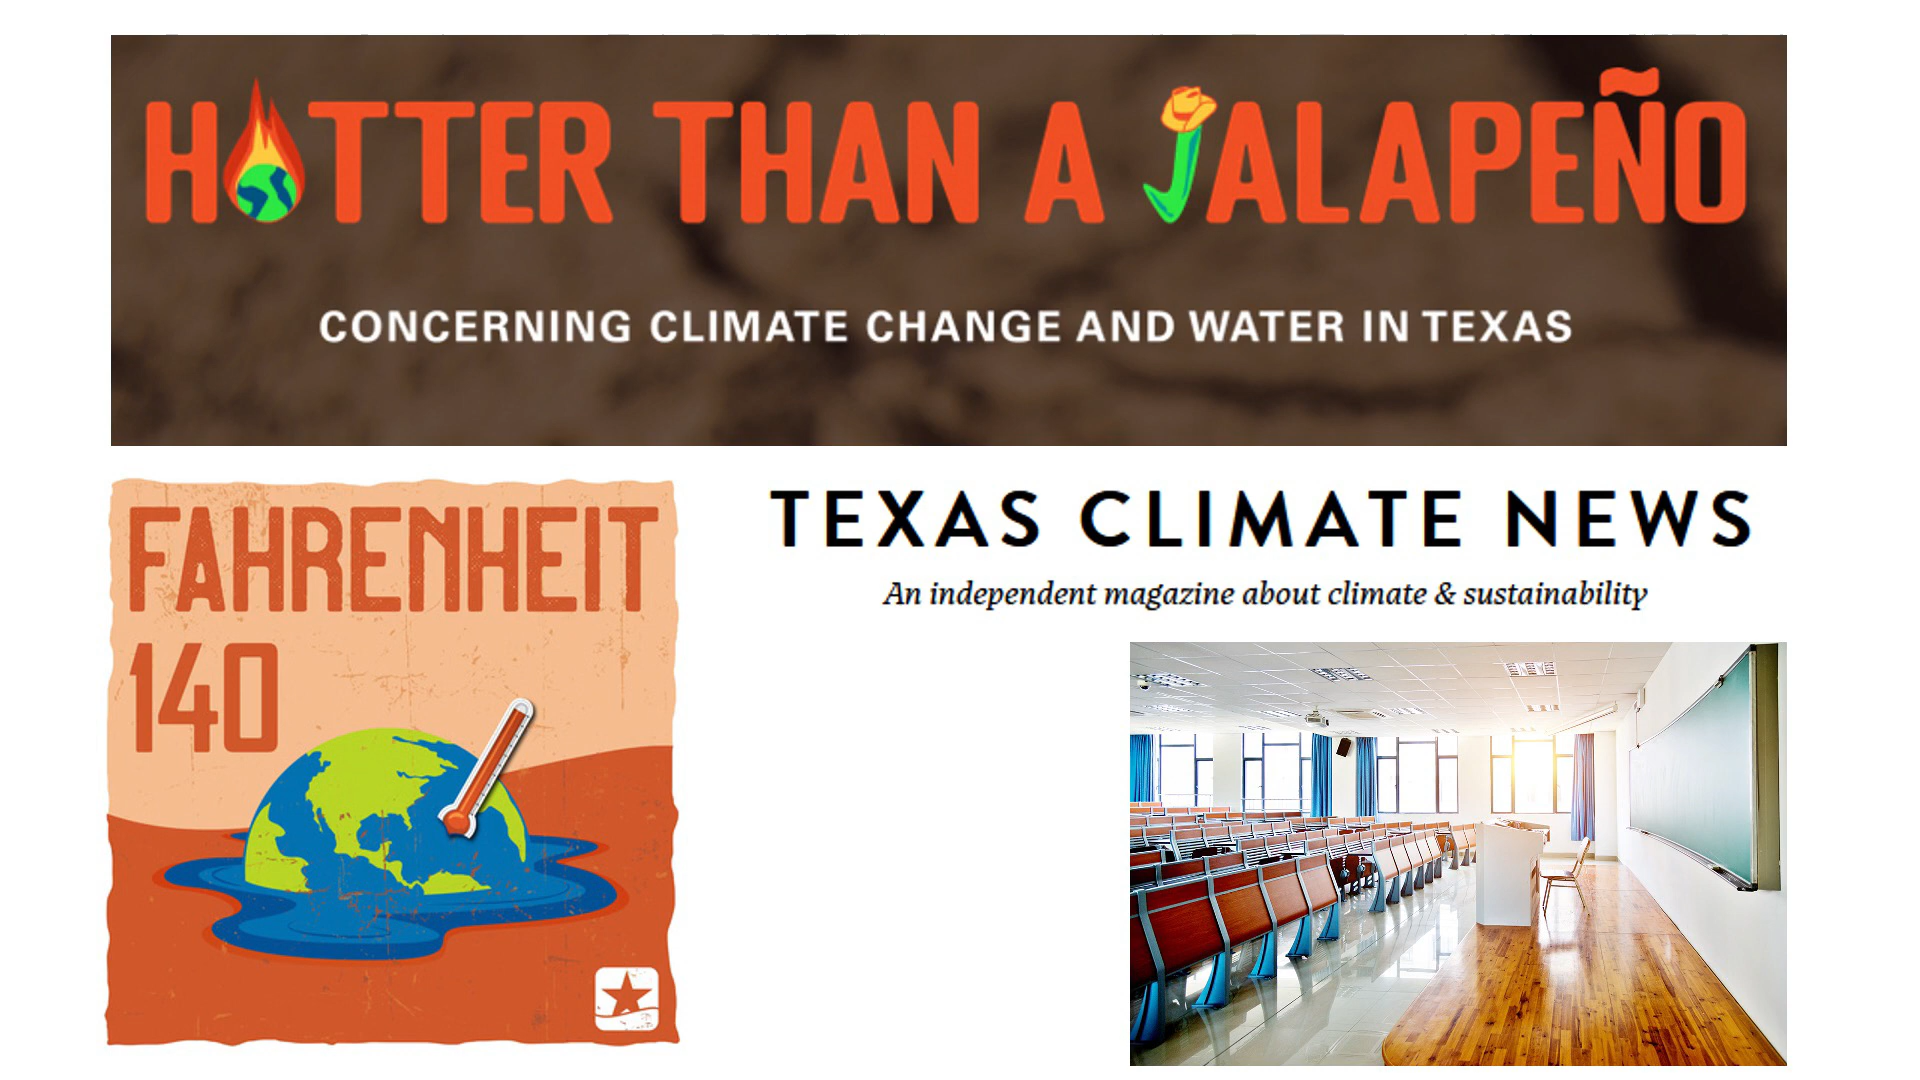 HOTTER THAN A JALAPEÑO
CONCERNING CLIMATE CHANGE AND WATER IN TEXAS
FAHRENHEIT
140
TEXAS CLIMATE NEWS
An independent magazine about climate & sustainability